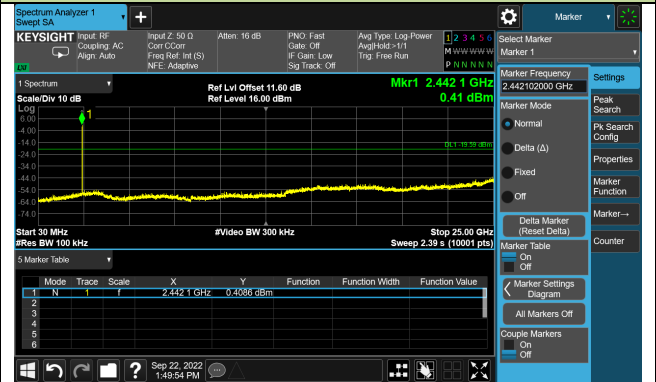 Spectrum Analyzer 1
Swept SA
Marker
KEYSIGHT
Input: RF
Coupling: AC
Align: Auto
Input Z: 50 Ω
Corr CCorr
Freq Ref: Int (S)
NFE: Adaptive
Atten: 16 dB
PNO: Fast
Gate: Off
IF Gain: Low
Sig Track: Off
Avg Type: Log-Power
Avg|Hold:>1/1
Trig: Free Run
1 2 3 4 5 6
M W W W W W
P N N N N N
LXI
Select Marker
Marker 1
1 Spectrum
Scale/Div 10 dB
Ref Lvl Offset 11.60 dB
Ref Level 16.00 dBm
Mkr1 2.442 1 GHz
0.41 dBm
Log
6.00
-4.00
-14.0
-24.0
-34.0
-44.0
-54.0
-64.0
-74.0
1
DL1 -19.59 dBm
Start 30 MHz
#Res BW 100 kHz
#Video BW 300 kHz
Stop 25.00 GHz
Sweep 2.39 s (10001 pts)
5 Marker Table
Mode Trace Scale X Y Function Function Width Function Value
1 N 1 f 2.442 1 GHz 0.4086 dBm
2
3
4
5
6
Marker Frequency
2.442102000 GHz
Marker Mode
Normal
Delta (Δ)
Fixed
Off
Delta Marker
(Reset Delta)
Marker Table
On
Off
Marker Settings
Diagram
All Markers Off
Couple Markers
On
Off
Settings
Peak
Search
Pk Search
Config
Properties
Marker
Function
Marker→
Counter
Sep 22, 2022
1:49:54 PM